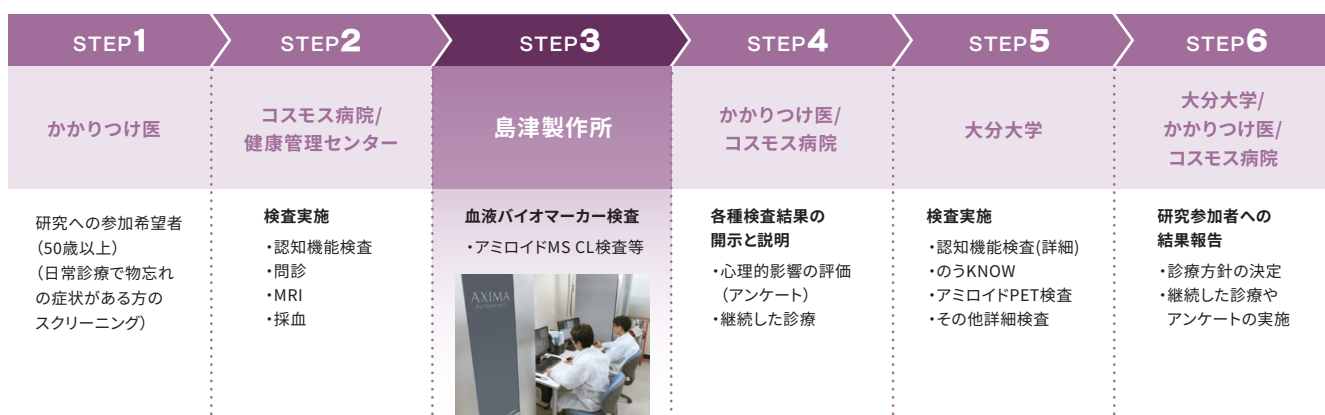 STEP1
STEP2
STEP3
STEP4
STEP5
STEP6
かかりつけ医
コスモス病院/
健康管理センター
島津製作所
かかりつけ医/
コスモス病院
大分大学
大分大学/
かかりつけ医/
コスモス病院
研究への参加希望者
(50歳以上)
(日常診療で物忘れ
の症状がある方の
スクリーニング)
検査実施
・認知機能検査
・問診
・MRI
・採血
血液バイオマーカー検査
・アミロイドMS CL検査等
AXIMA
各種検査結果の
開示と説明
・心理的影響の評価
(アンケート)
・継続した診療
検査実施
・認知機能検査(詳細)
・のうKNOW
・アミロイドPET検査
・その他詳細検査
研究参加者への
結果報告
・診療方針の決定
・継続した診療や
アンケートの実施